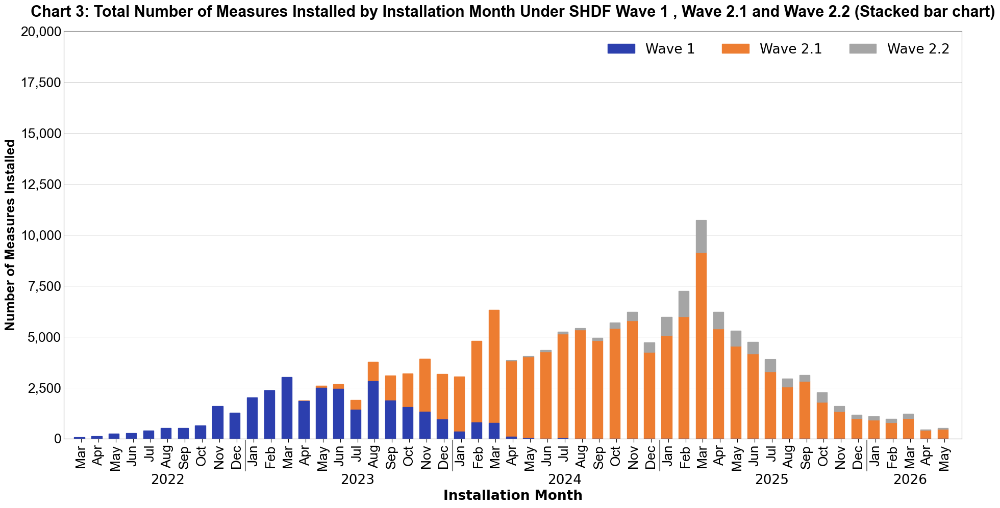 Chart 3: Total Number of Measures Installed by Installation Month Under SHDF Wave 1 , Wave 2.1 and Wave 2.2 (Stacked bar chart)
Wave 1 Wave 2.1 Wave 2.2
Number of Measures Installed
20,000
17,500
15,000
12,500
10,000
7,500
5,000
2,500
0
Mar Apr May Jun Jul Aug Sep Oct Nov Dec Jan Feb Mar Apr May Jun Jul Aug Sep Oct Nov Dec Jan Feb Mar Apr May Jun Jul Aug Sep Oct Nov Dec Jan Feb Mar Apr May Jun Jul Aug Sep Oct Nov Dec Jan Feb Mar Apr May
2022 2023 2024 2025 2026
Installation Month